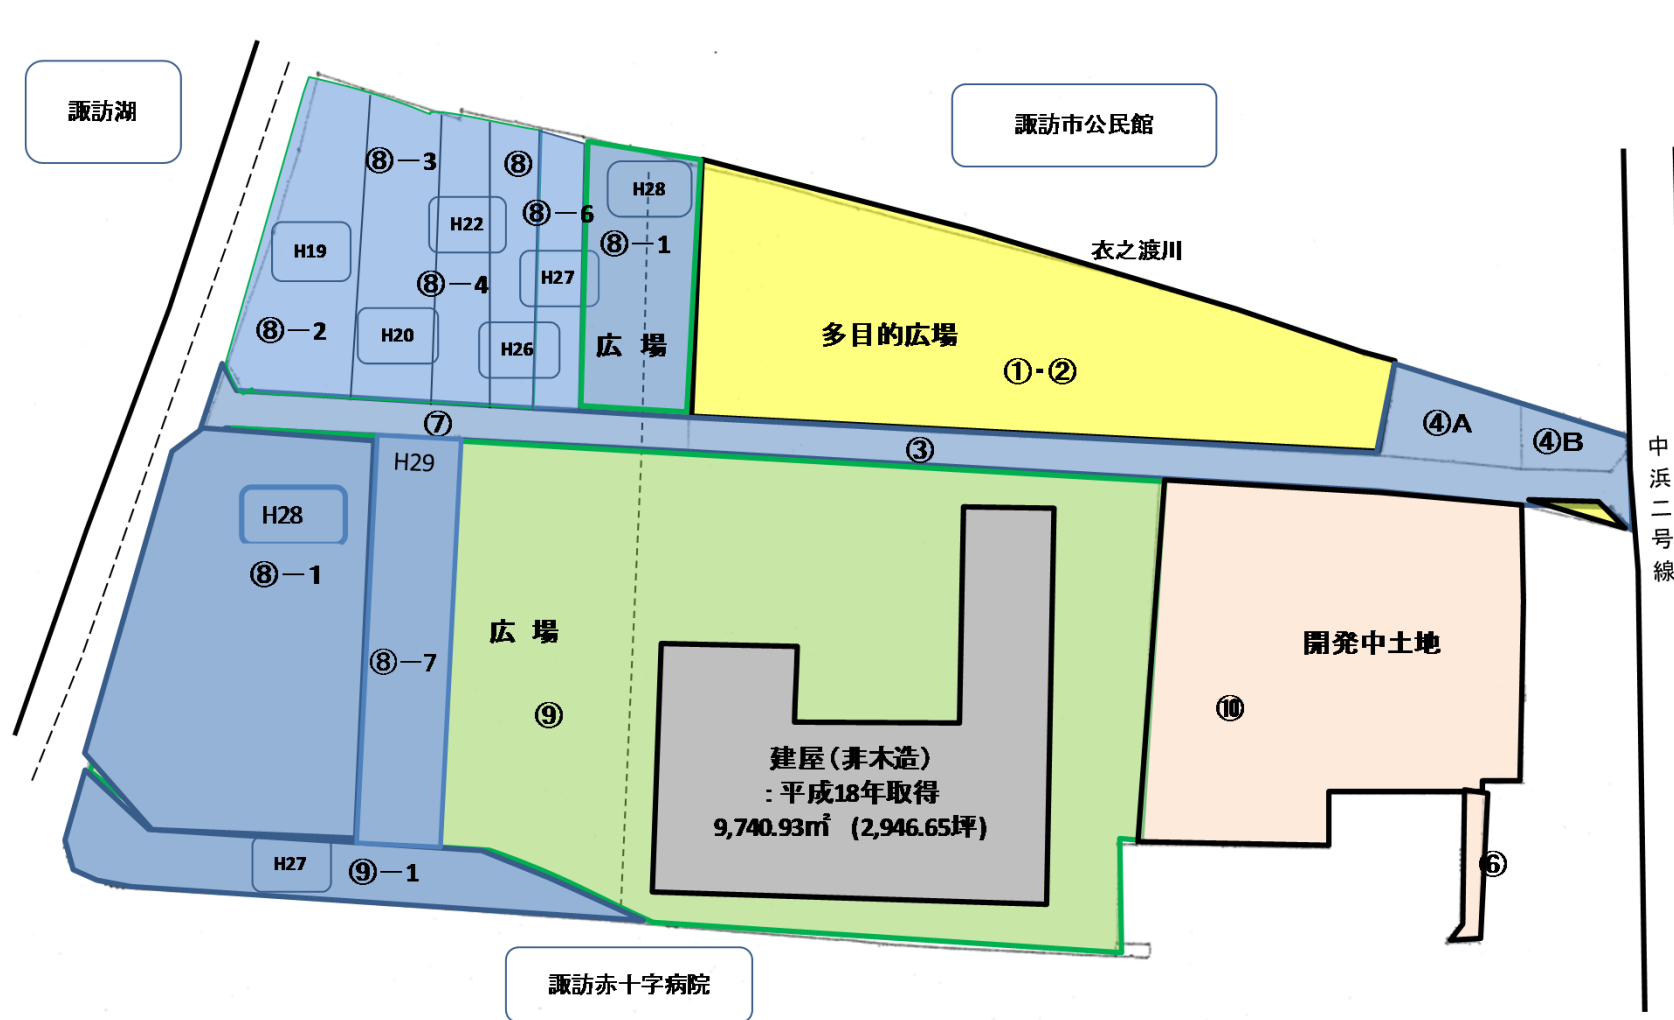 諏訪湖
諏訪市公民館
⑧－3
⑧
H28
H22
⑧－6
⑧－1
H19
衣之渡川
H27
⑧－4
⑧－2
H20
H26
広 場
多目的広場
①・②
⑦
③
④A
④B
中浜二号線
H29
H28
⑧－1
広 場
開発中土地
⑧－7
⑨
⑩
建屋（非木造）
：平成18年取得
9,740.93㎡ (2,946.65坪)
H27
⑨－1
⑥
諏訪赤十字病院